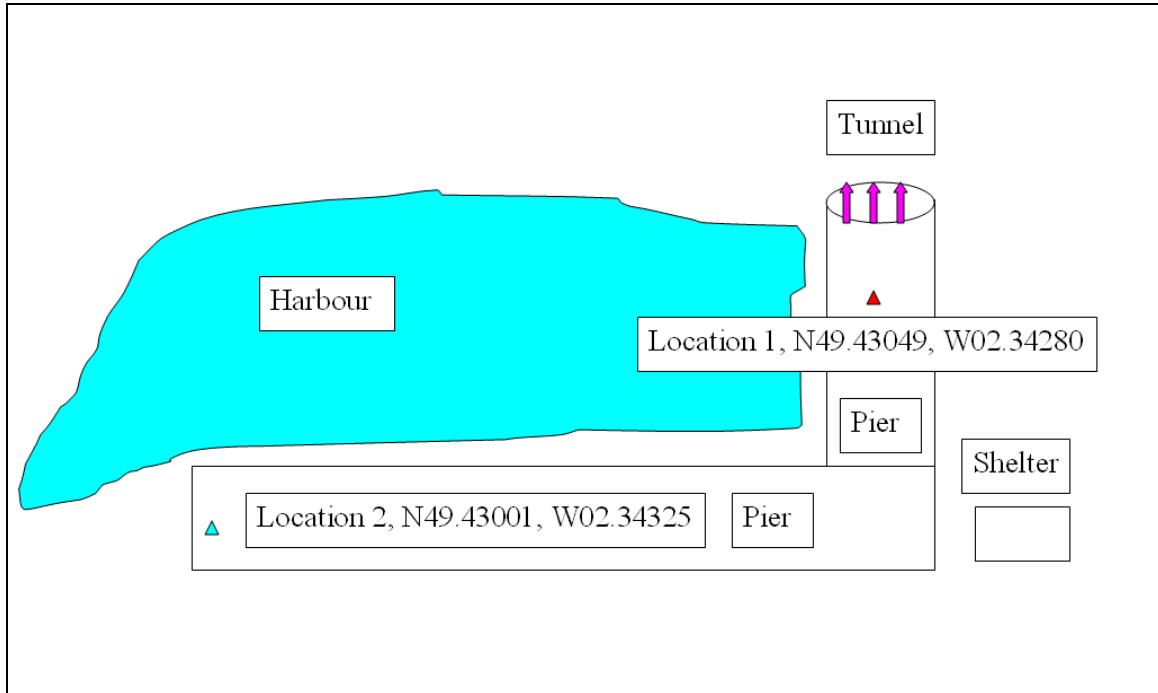 Tunnel
Harbour
Location 1, N49.43049, W02.34280
Pier
Shelter
Location 2, N49.43001, W02.34325
Pier